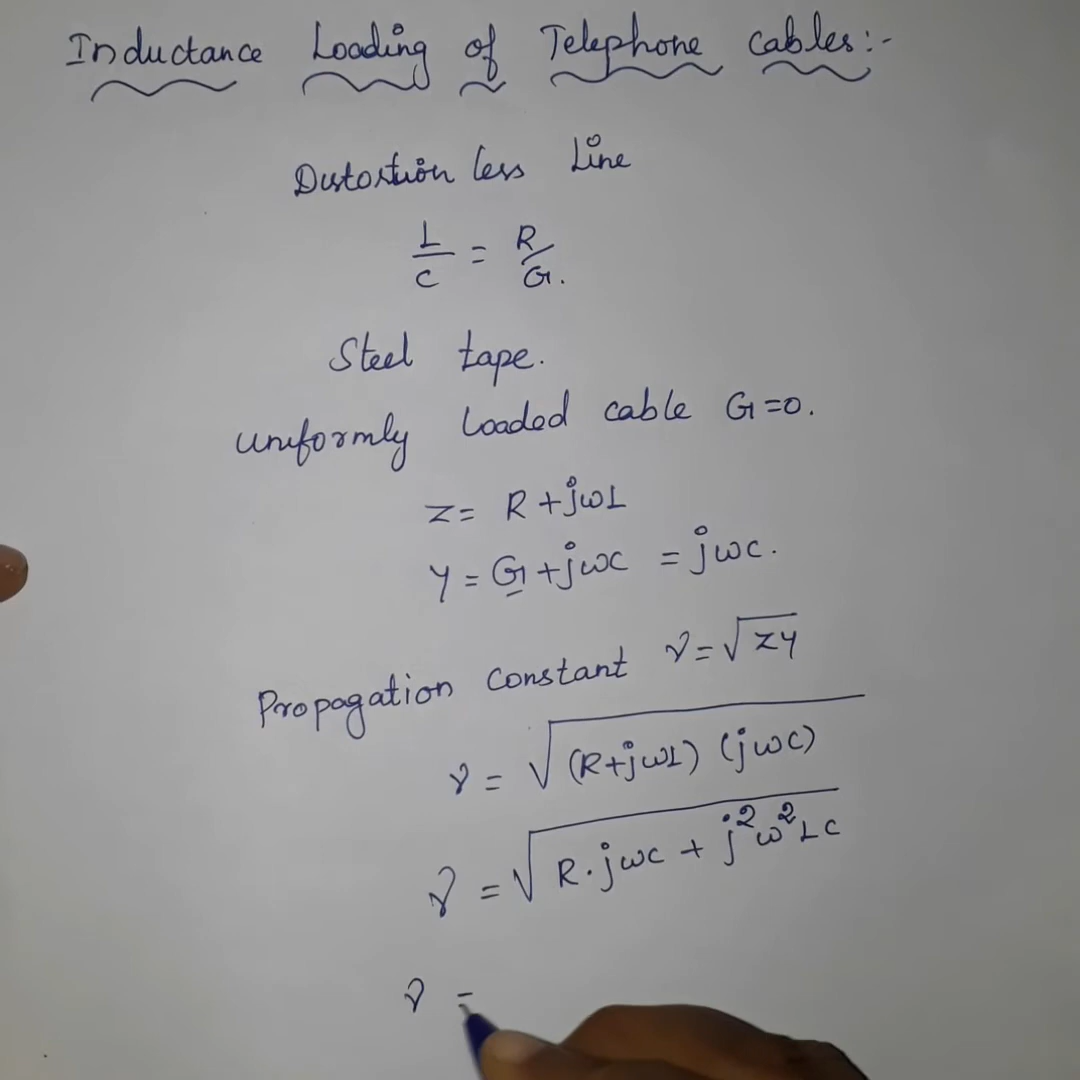 Inductance Loading of Telephone cables:-
Distortion less Line
L/C = R/G.
Steel tape.
uniformly Loaded cable G=0.
Z= R+jωL
Y= G+jωC = jωC.
Propagation constant γ=√ZY
γ = √(R+jωL) (jωC)
γ = √R.jωC + j²ω²LC
γ =